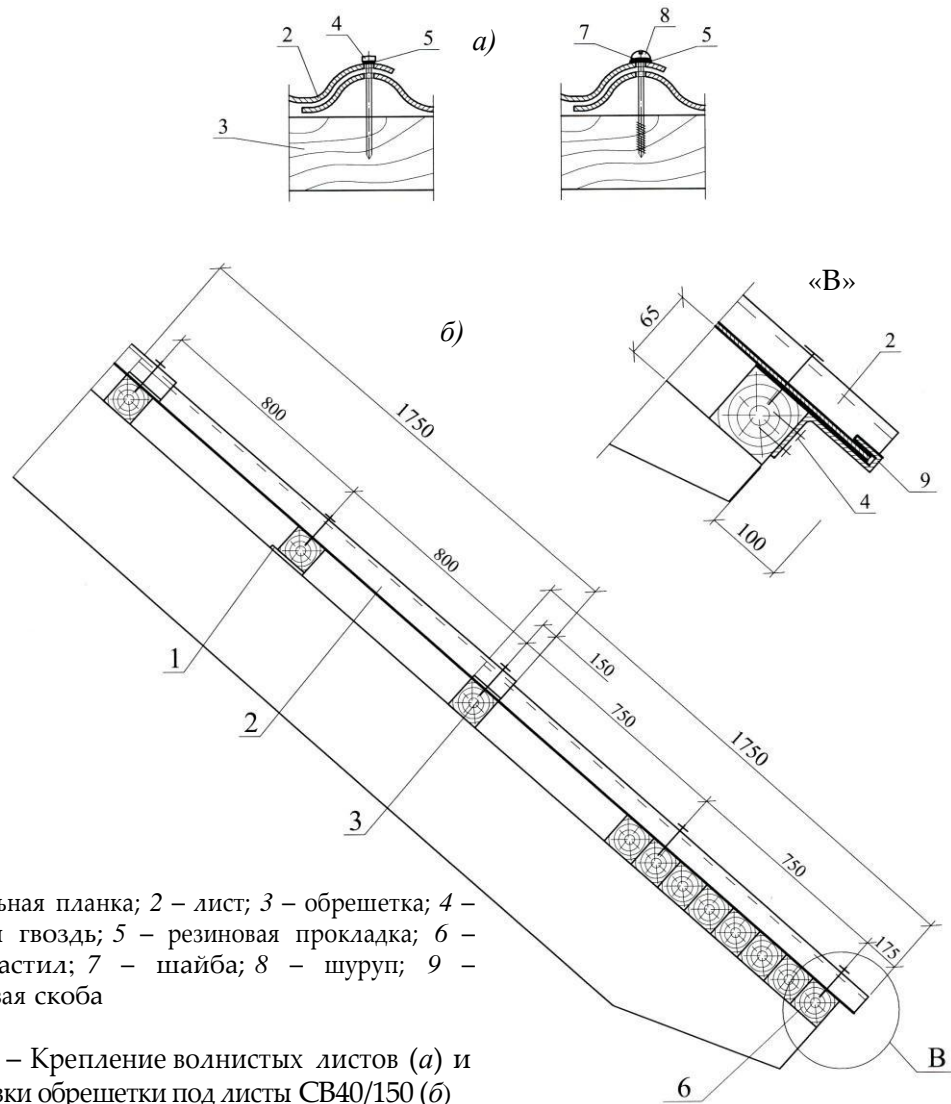 2 4 5 а) 7 8 5
3
«В»
65
б)
2
800
1750
9
4
100
800
1
150
2
750
1750
3
750
175
ьная планка; 2 – лист; 3 – обрешетка; 4 –
гвоздь; 5 – резиновая прокладка; 6 –
астил; 7 – шайба; 8 – шуруп; 9 –
вая скоба
– Крепление волнистых листов (а) и
зки обрешетки под листы СВ40/150 (б)
В
6